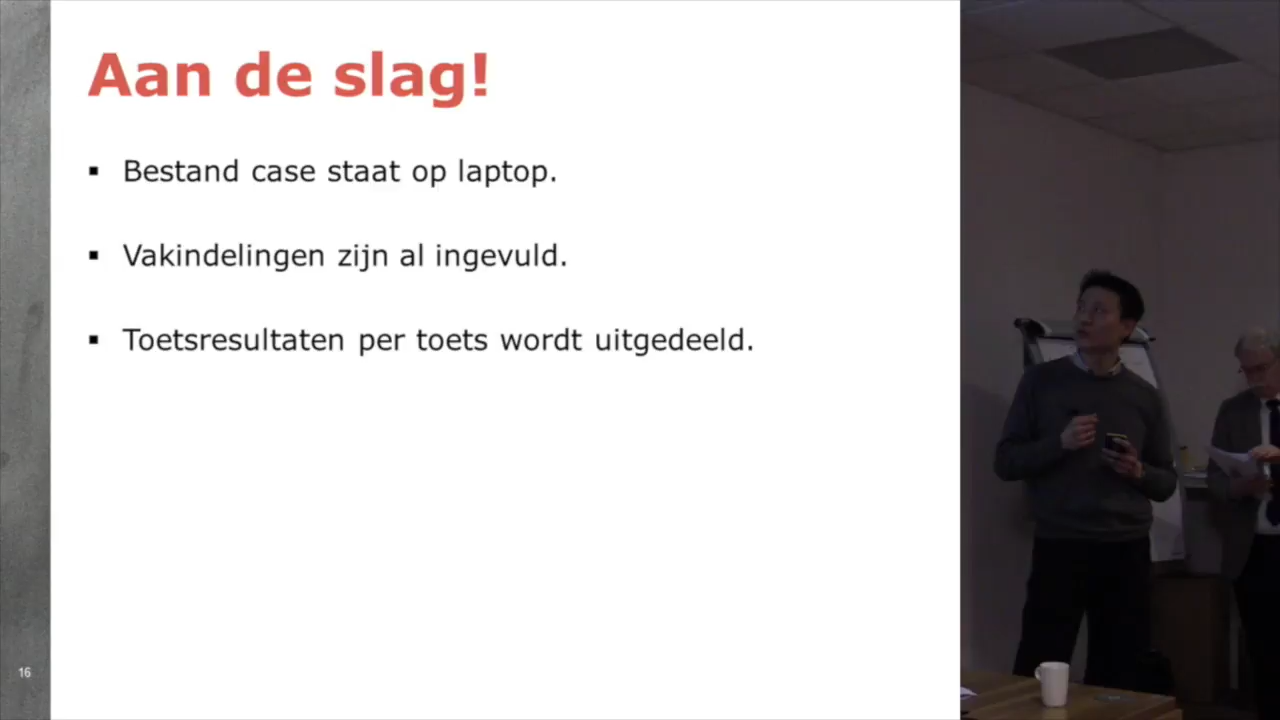 Aan de slag!
Bestand case staat op laptop.
Vakindelingen zijn al ingevuld.
Toetsresultaten per toets wordt uitgedeeld.
16